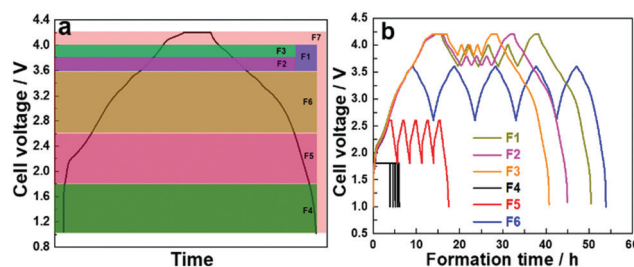 a
Cell voltage / V
4.4
4.0
3.6
3.2
2.8
2.4
2.0
1.6
1.2
0.8
F7
F3
F2
F1
F6
F5
F4
Time
b
Cell voltage / V
4.5
4.0
3.5
3.0
2.5
2.0
1.5
1.0
0.5
F1
F2
F3
F4
F5
F6
0 10 20 30 40 50 60
Formation time / h